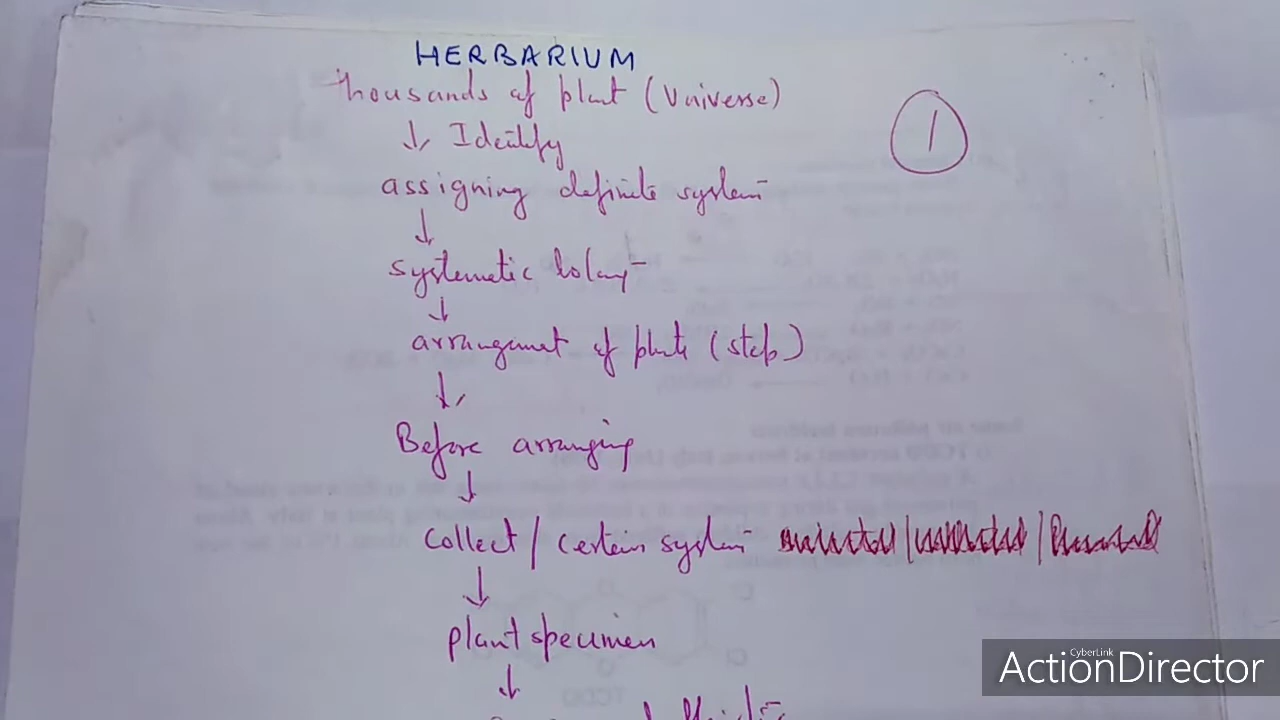 HERBARIUM
Thousands of plant (Universe)
1
↓ Identify
assigning definite system
↓
systematic botany
↓
arrangement of plants (step)
↓
Before arranging
↓
Collect / certain system
↓
plant specimen
↓
CyberLink
ActionDirector